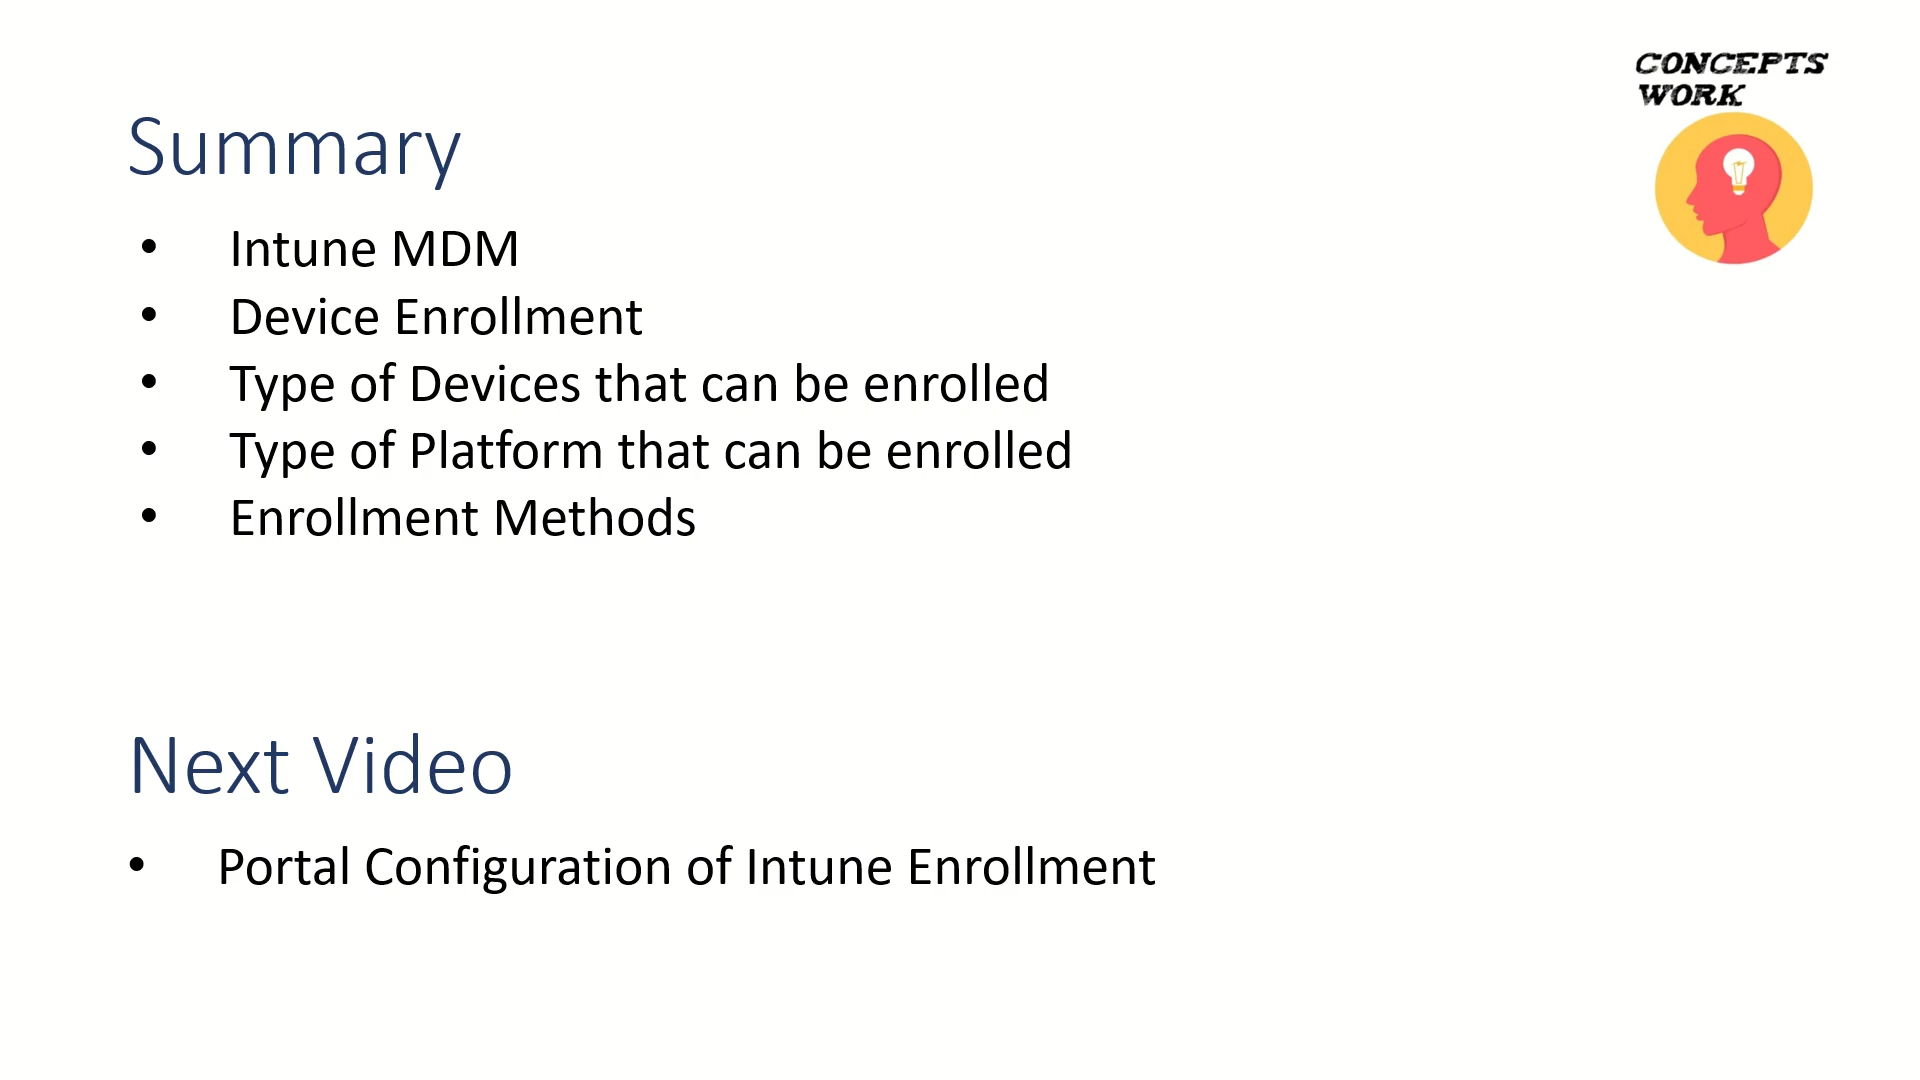 CONCEPTS
WORK
Summary
• Intune MDM
• Device Enrollment
• Type of Devices that can be enrolled
• Type of Platform that can be enrolled
• Enrollment Methods
Next Video
• Portal Configuration of Intune Enrollment